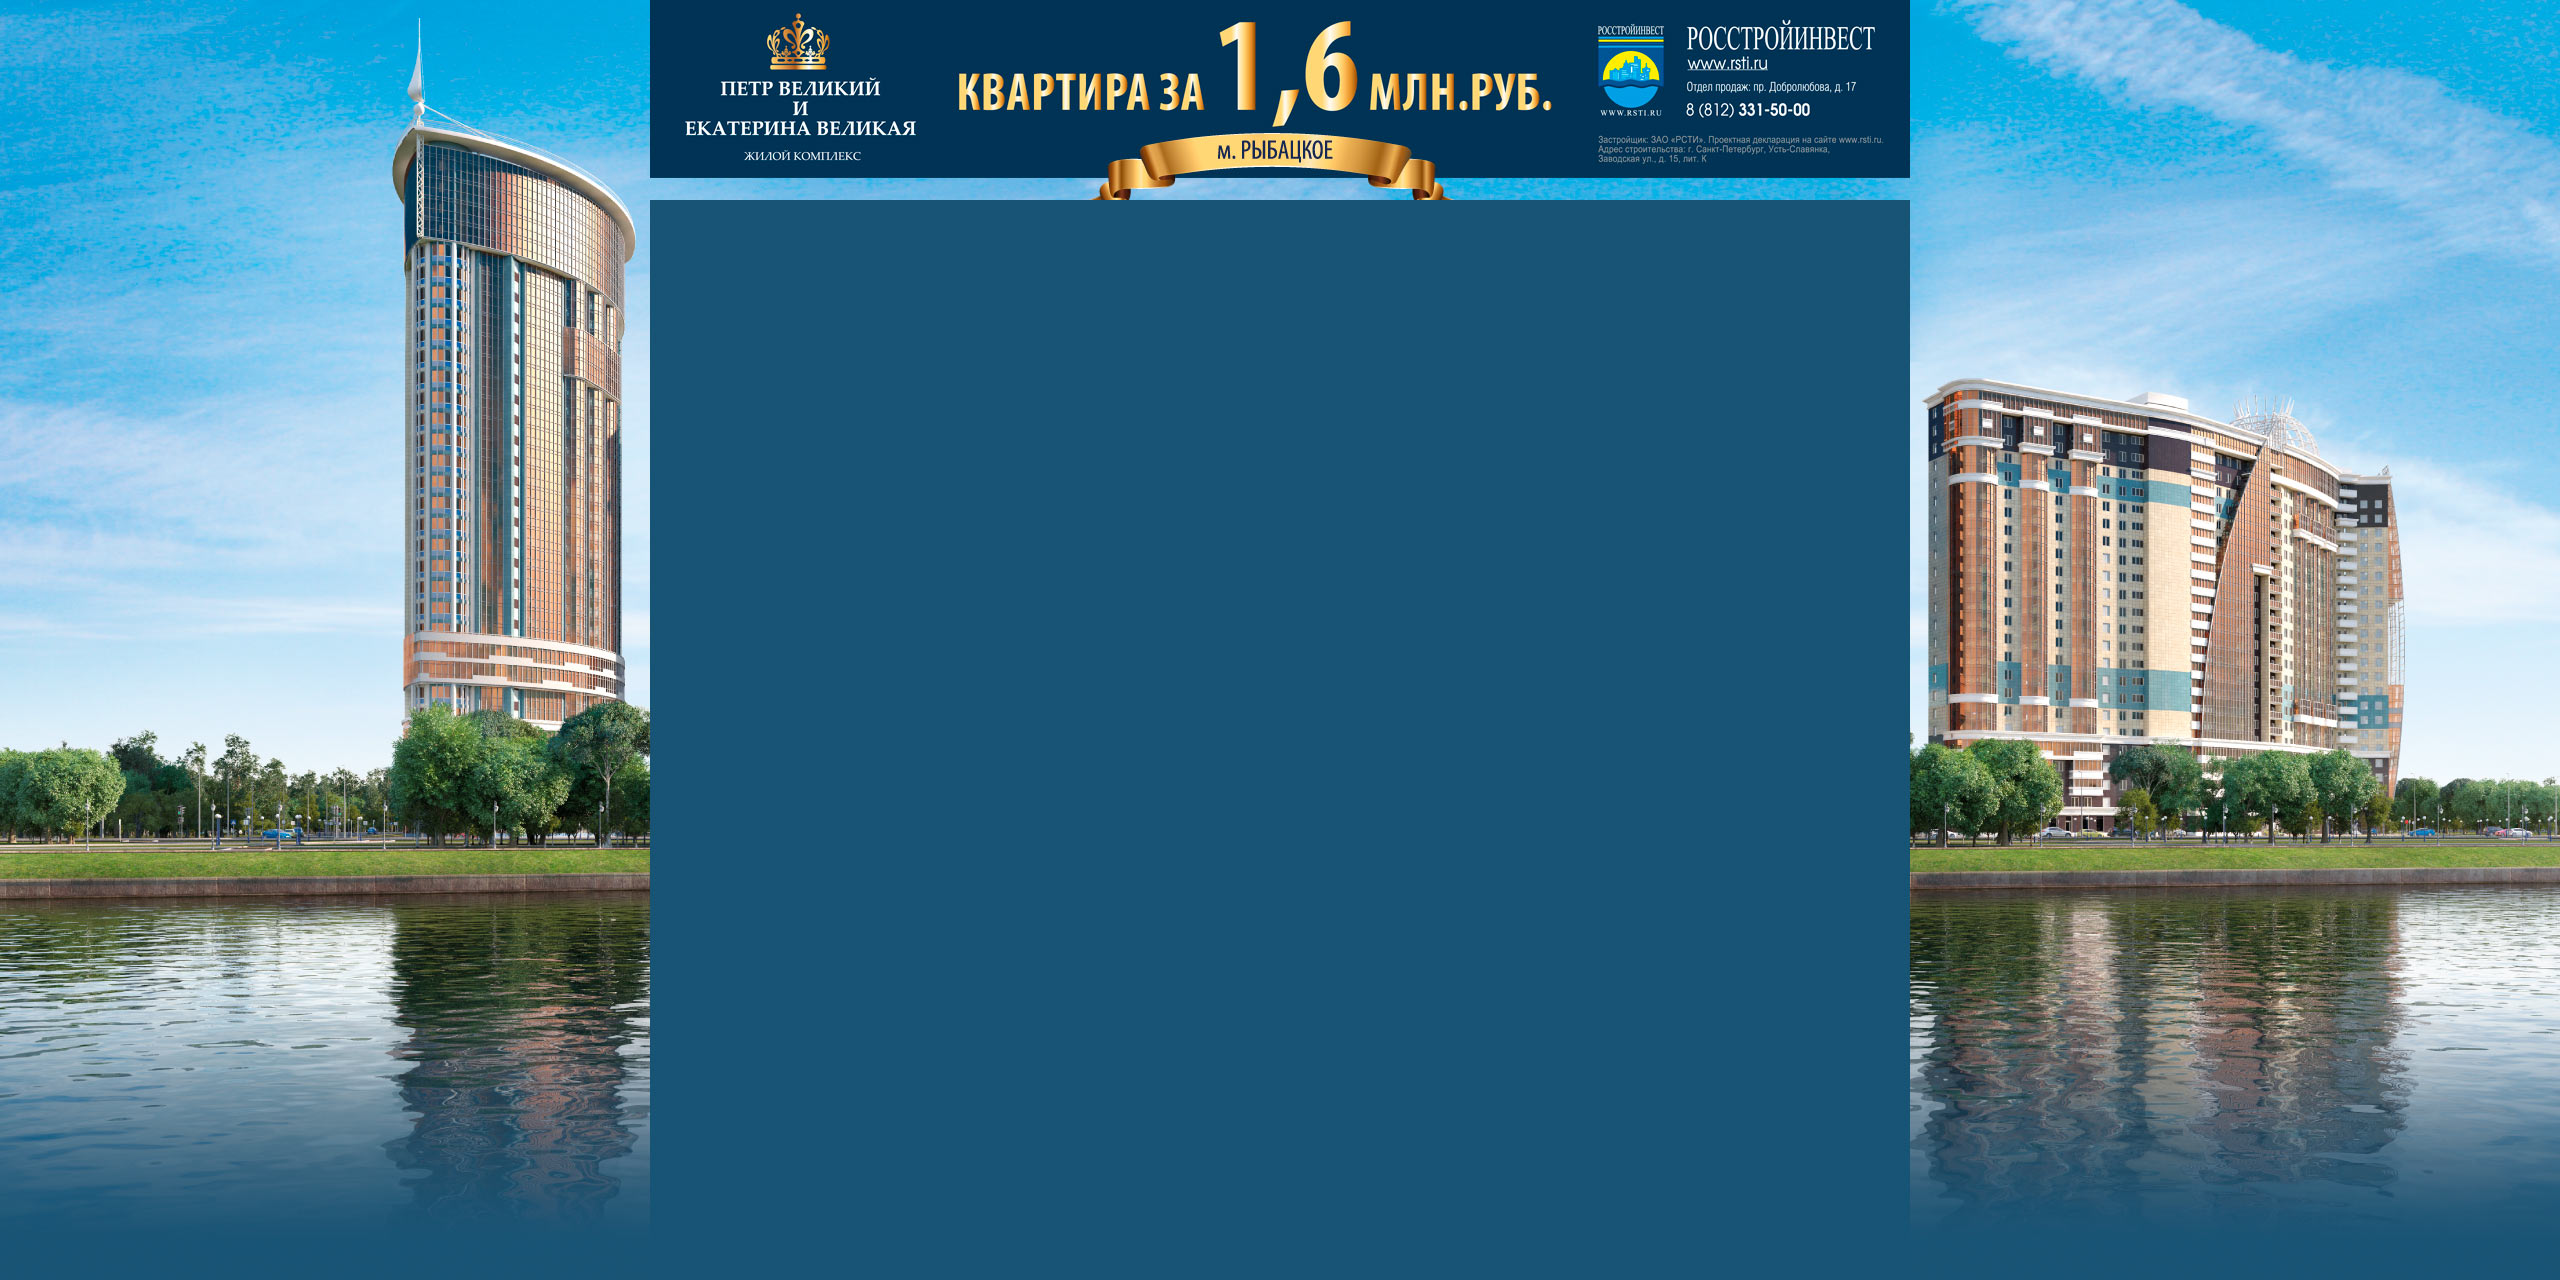 ПЕТР ВЕЛИКИЙ
И
ЕКАТЕРИНА ВЕЛИКАЯ
ЖИЛОЙ КОМПЛЕКС
КВАРТИРА ЗА 1,6 МЛН.РУБ.
м. РЫБАЦКОЕ
РОССТРОЙИНВЕСТ
WWW.RSTI.RU
РОССТРОЙИНВЕСТ
www.rsti.ru
Отдел продаж: пр. Добролюбова, д. 17
8 (812) 331-50-00
Застройщик: ЗАО «РСТИ». Проектная декларация на сайте www.rsti.ru.
Адрес строительства: г. Санкт-Петербург, Усть-Славянка,
Заводская ул., д. 15, лит. К